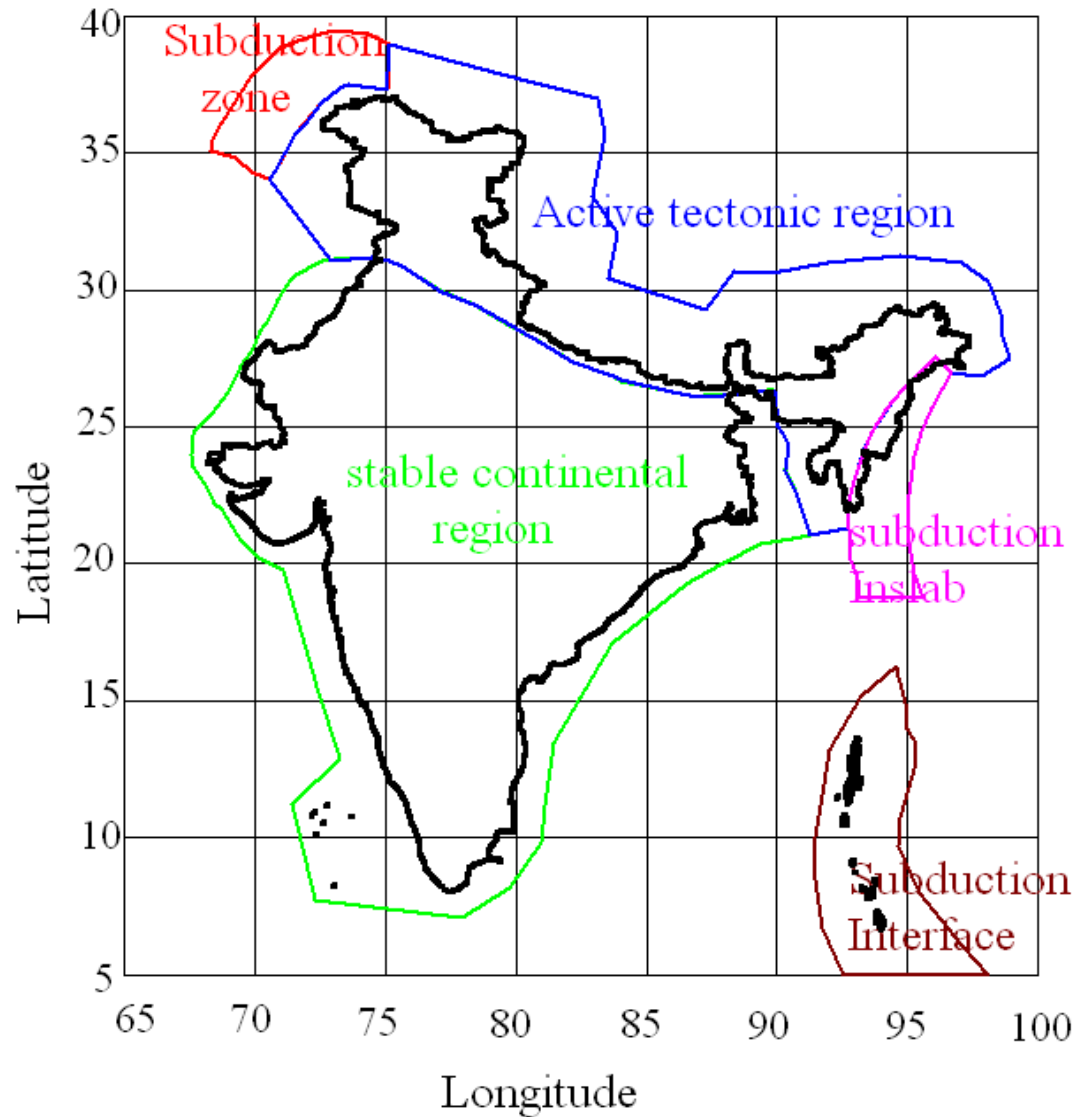 40
Subduction
zone
35
Active tectonic region
30
25
stable continental
region
subduction
Inslab
20
15
10
Subduction
Interface
5
65 70 75 80 85 90 95 100
Latitude
Longitude